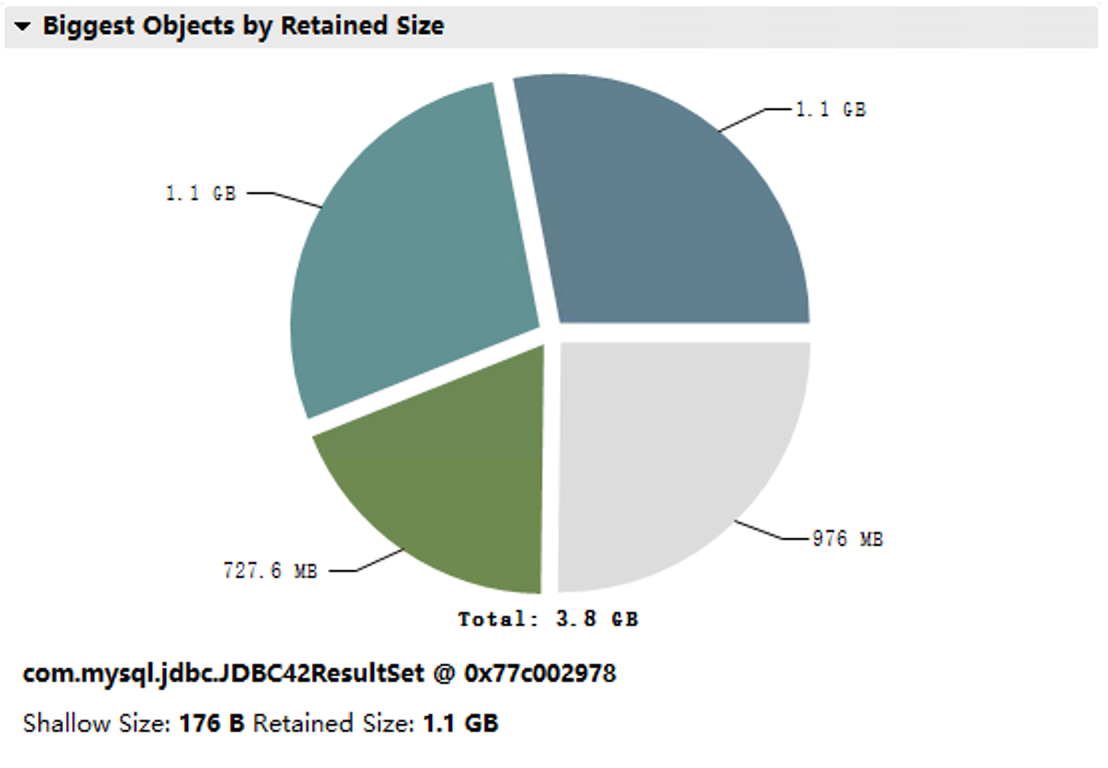 Biggest Objects by Retained Size
1.1 GB
1.1 GB
727.6 MB
976 MB
Total: 3.8 GB
com.mysql.jdbc.JDBC42ResultSet @ 0x77c002978
Shallow Size: 176 B Retained Size: 1.1 GB